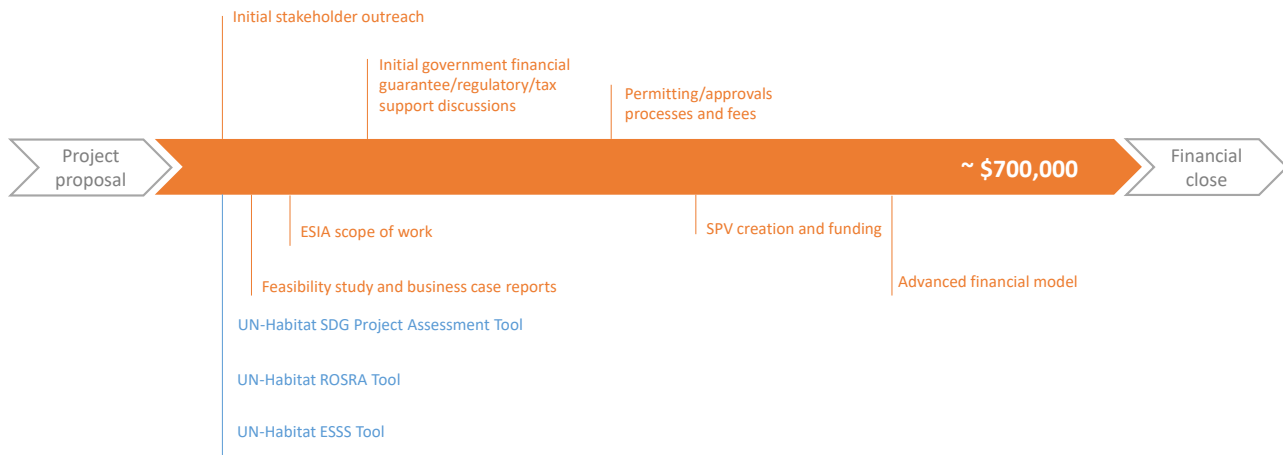 Initial stakeholder outreach
Initial government financial
guarantee/regulatory/tax
support discussions
Permitting/approvals
processes and fees
Project
proposal
~ $700,000
Financial
close
ESIA scope of work
SPV creation and funding
Feasibility study and business case reports
Advanced financial model
UN-Habitat SDG Project Assessment Tool
UN-Habitat ROSRA Tool
UN-Habitat ESSS Tool